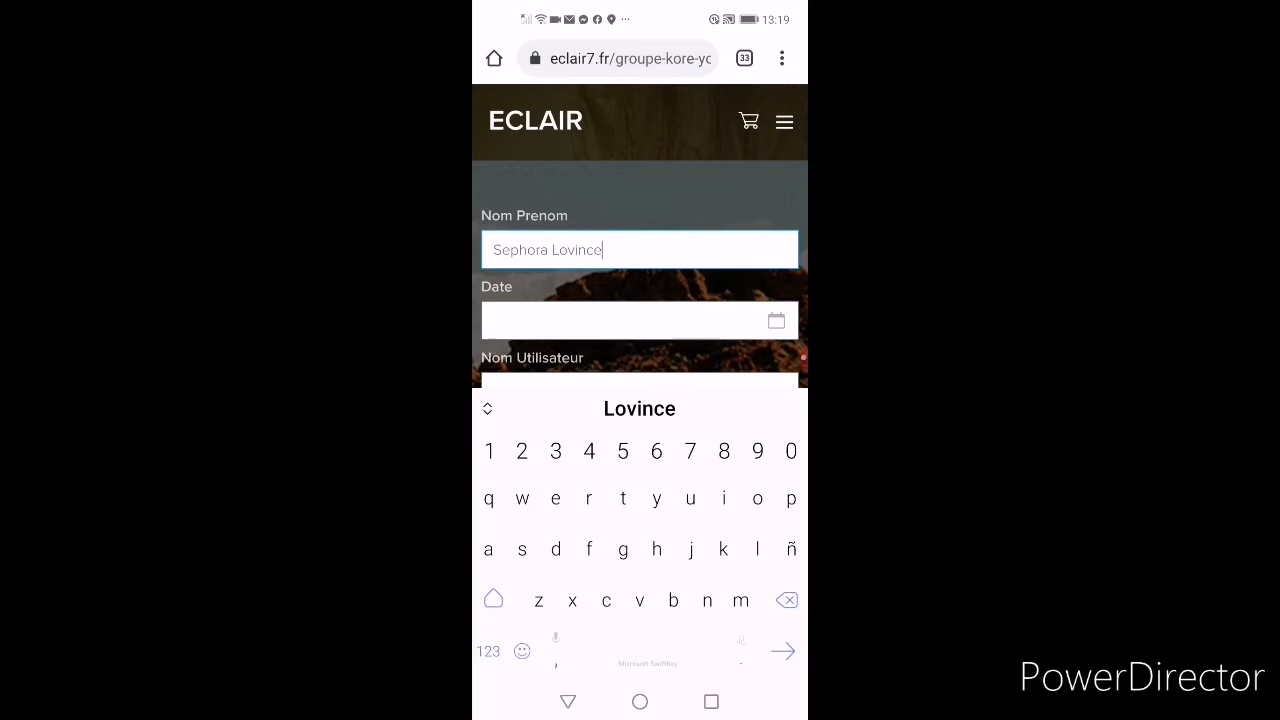 13:19
eclair7.fr/groupe-kore-yc
33
ECLAIR
Nom Prenom
Sephora Lovince
Date
Nom Utilisateur
Lovince
1 2 3 4 5 6 7 8 9 0
q w e r t y u i o p
a s d f g h j k l ñ
z x c v b n m
123 , Microsoft SwiftKey .
PowerDirector